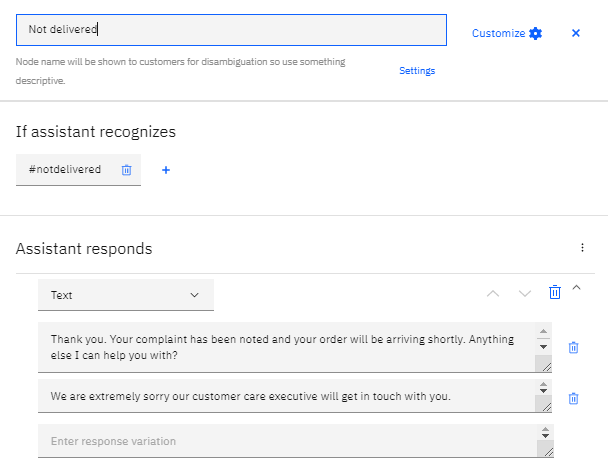 Not delivered
Customize
Node name will be shown to customers for disambiguation so use something
descriptive.
Settings
If assistant recognizes
#notdelivered
Assistant responds
Text
Thank you. Your complaint has been noted and your order will be arriving shortly. Anything
else I can help you with?
We are extremely sorry our customer care executive will get in touch with you.
Enter response variation